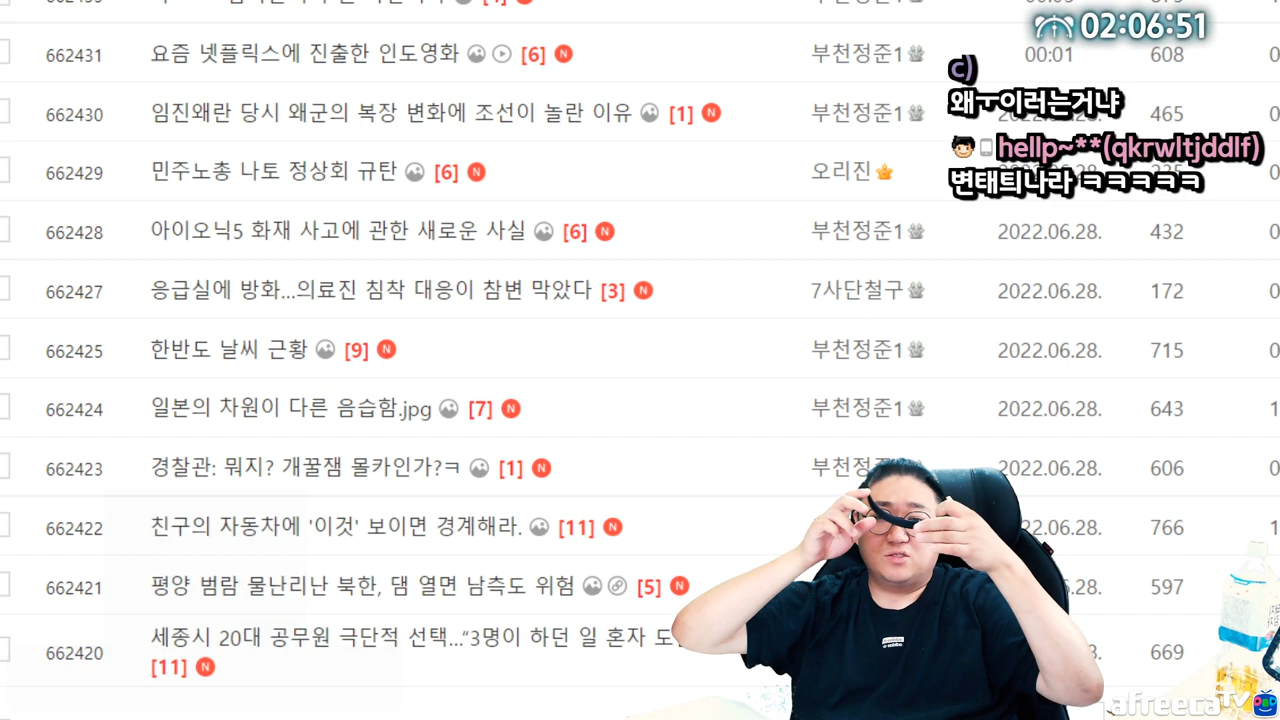 02:06:51
662431 요즘 넷플릭스에 진출한 인도영화 [6] N 부천정준1 00:01 608 0
c)
왜ㅜ이러는거냐
662430 임진왜란 당시 왜군의 복장 변화에 조선이 놀란 이유 [1] N 부천정준1 465 0
hellp~**(qkrwltjddlf)
변태틔나라 ㅋㅋㅋㅋㅋ
662429 민주노총 나토 정상회 규탄 [6] N 오리진
662428 아이오닉5 화재 사고에 관한 새로운 사실 [6] N 부천정준1 2022.06.28. 432 0
662427 응급실에 방화...의료진 침착 대응이 참변 막았다 [3] N 7사단철구 2022.06.28. 172 0
662425 한반도 날씨 근황 [9] N 부천정준1 2022.06.28. 715 0
662424 일본의 차원이 다른 음습함.jpg [7] N 부천정준1 2022.06.28. 643 1
662423 경찰관: 뭐지? 개꿀잼 몰카인가?ㅋ [1] N 2022.06.28. 606 0
662422 친구의 자동차에 '이것' 보이면 경계해라. [11] N 766 1
662421 평양 범람 물난리난 북한, 댐 열면 남측도 위험 [5] N 597
662420 세종시 20대 공무원 극단적 선택..."3명이 하던 일 혼자 669
[11] N
afreecaTV